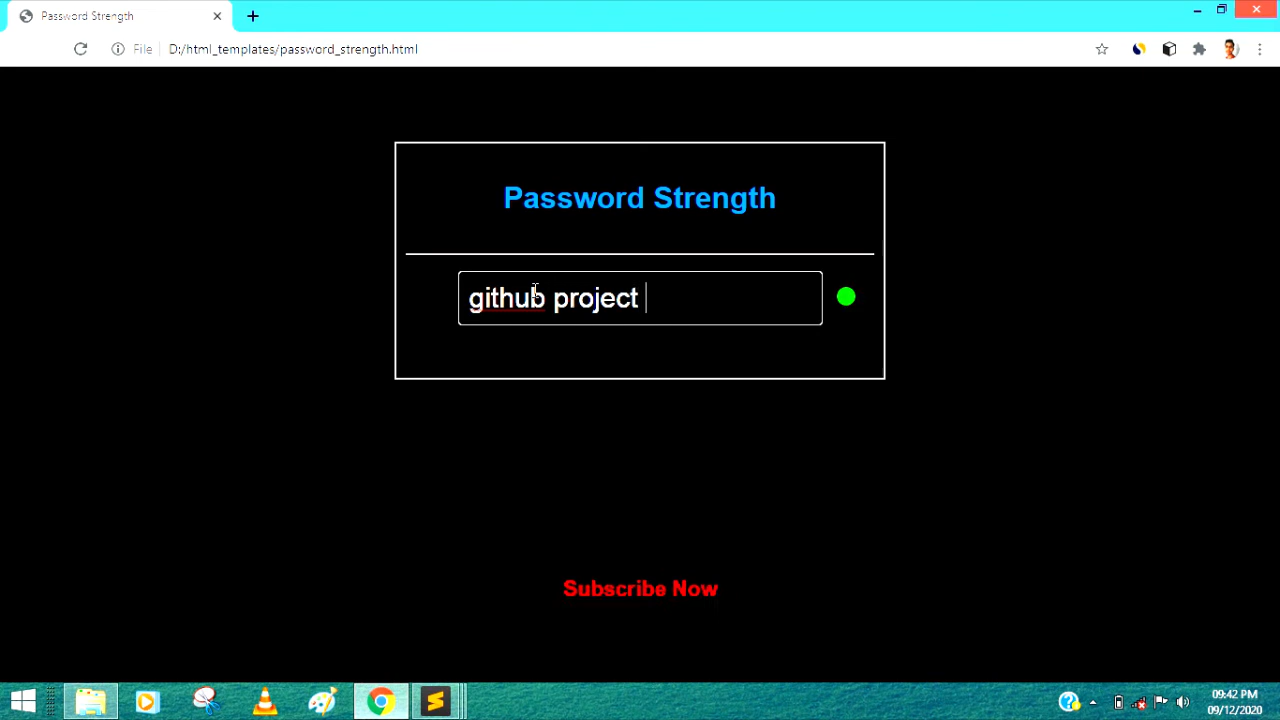 Password Strength
File
D:/html_templates/password_strength.html
Password Strength
github project
Subscribe Now
09:42 PM
09/12/2020